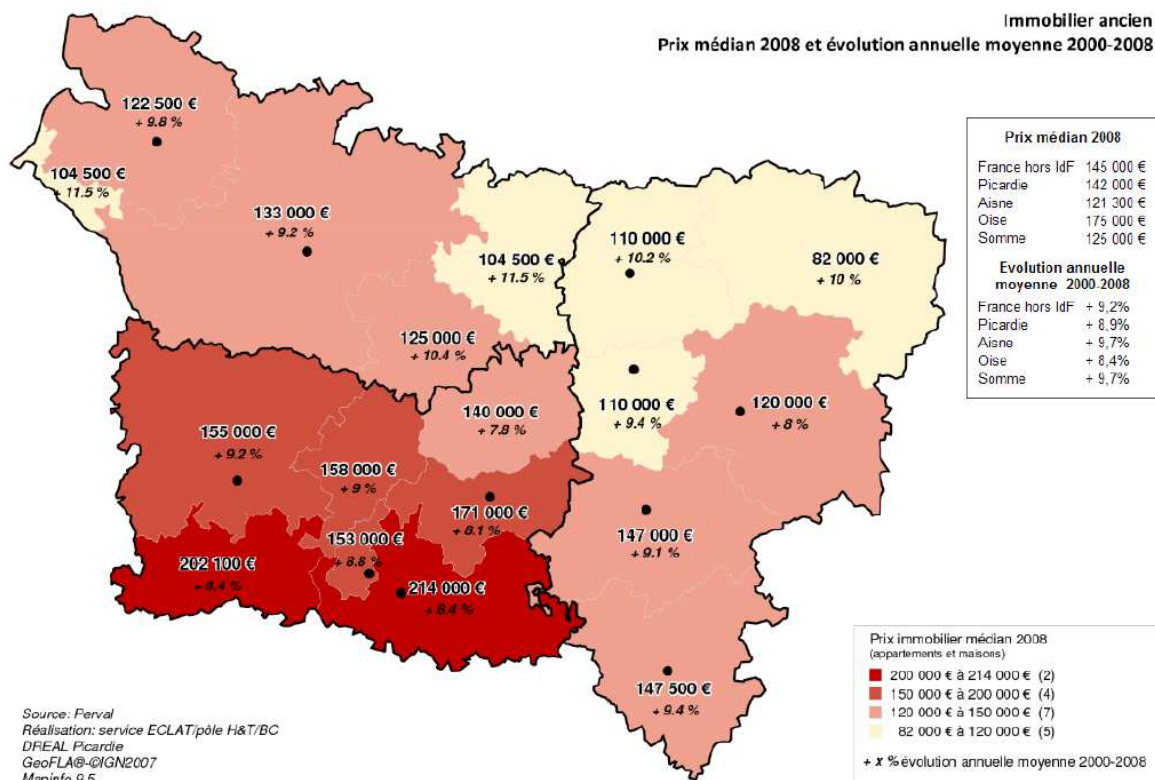 Immobilier ancien
Prix médian 2008 et évolution annuelle moyenne 2000-2008
122 500 €
+ 9.8 %
104 500 €
+ 11.5 %
133 000 €
+ 9.2 %
104 500 €
+ 11.5 %
110 000 €
+ 10.2 %
82 000 €
+ 10 %
125 000 €
+ 10.4 %
110 000 €
+ 9.4 %
120 000 €
+ 8 %
140 000 €
+ 7.8 %
155 000 €
+ 9.2 %
158 000 €
+ 9 %
171 000 €
+ 8.1 %
147 000 €
+ 9.1 %
153 000 €
+ 8.8 %
202 100 €
+ 8.4 %
214 000 €
+ 8.4 %
147 500 €
+ 9.4 %
Prix médian 2008
France hors IdF 145 000 €
Picardie 142 000 €
Aisne 121 300 €
Oise 175 000 €
Somme 125 000 €
Evolution annuelle
moyenne 2000-2008
France hors IdF + 9,2%
Picardie + 8,9%
Aisne + 9,7%
Oise + 8,4%
Somme + 9,7%
Prix immobilier médian 2008
(appartements et maisons)
200 000 € à 214 000 € (2)
150 000 € à 200 000 € (4)
120 000 € à 150 000 € (7)
82 000 € à 120 000 € (5)
+ x % évolution annuelle moyenne 2000-2008
Source: Perval
Réalisation: service ECLAT/pôle H&T/BC
DREAL Picardie
GeoFLA®-©IGN2007
Mapinfo 9.5